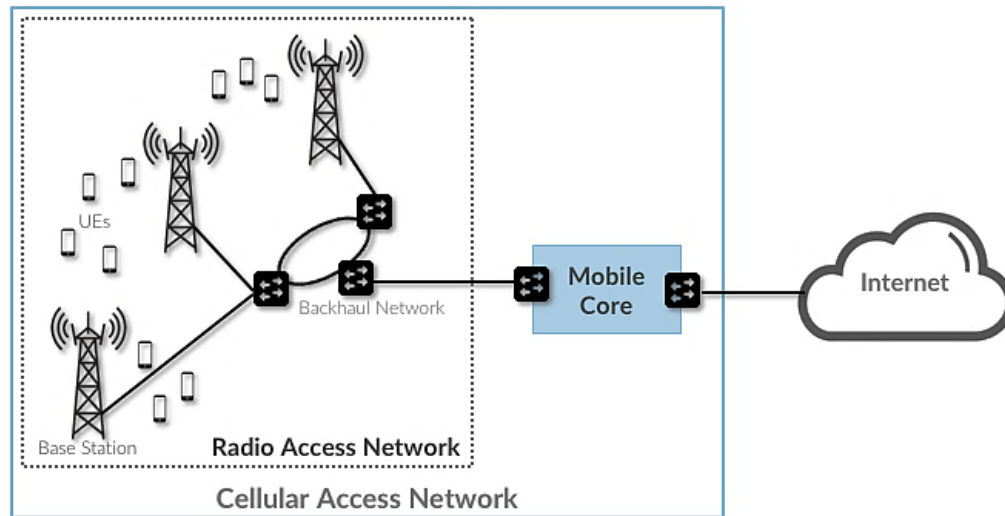 UEs
Backhaul Network
Base Station
Radio Access Network
Cellular Access Network
Mobile
Core
Internet